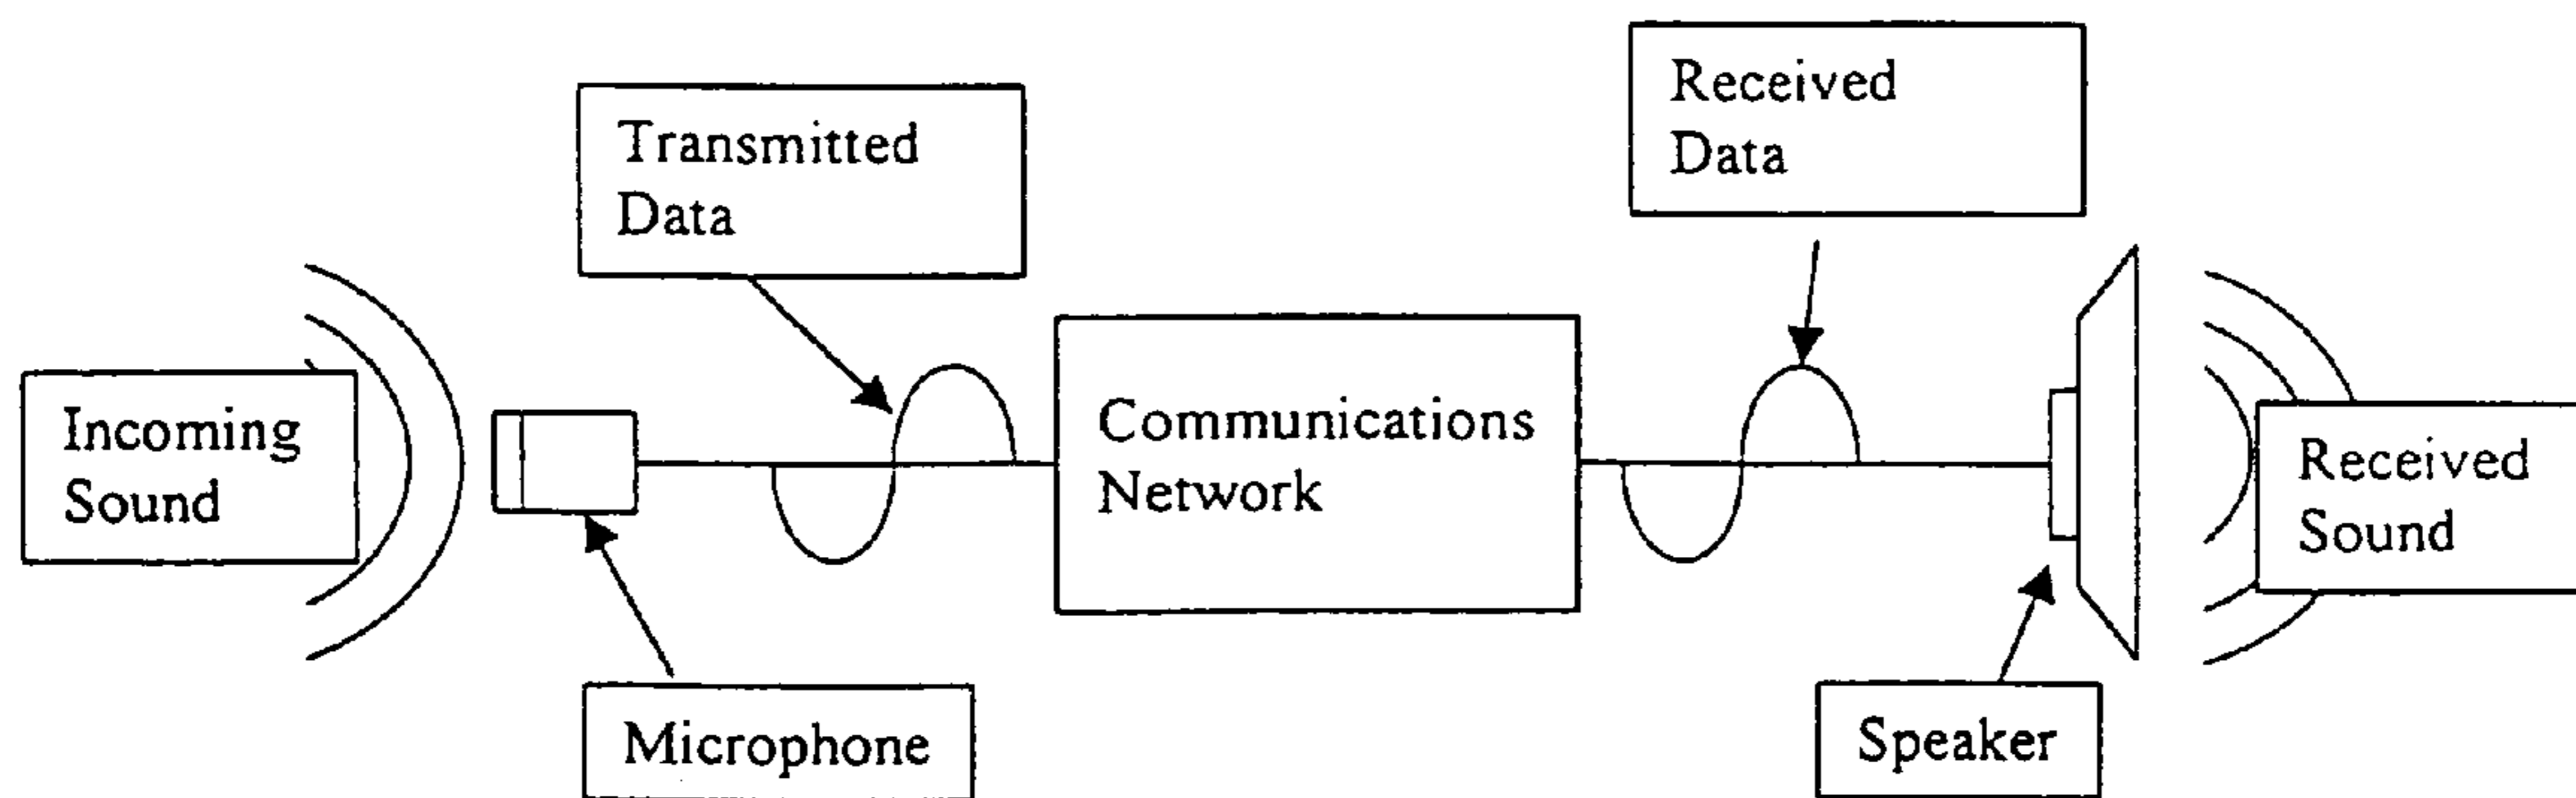 Transmitted
Data
Received
Data
Incoming
Sound
Communications
Network
Received
Sound
Microphone
Speaker